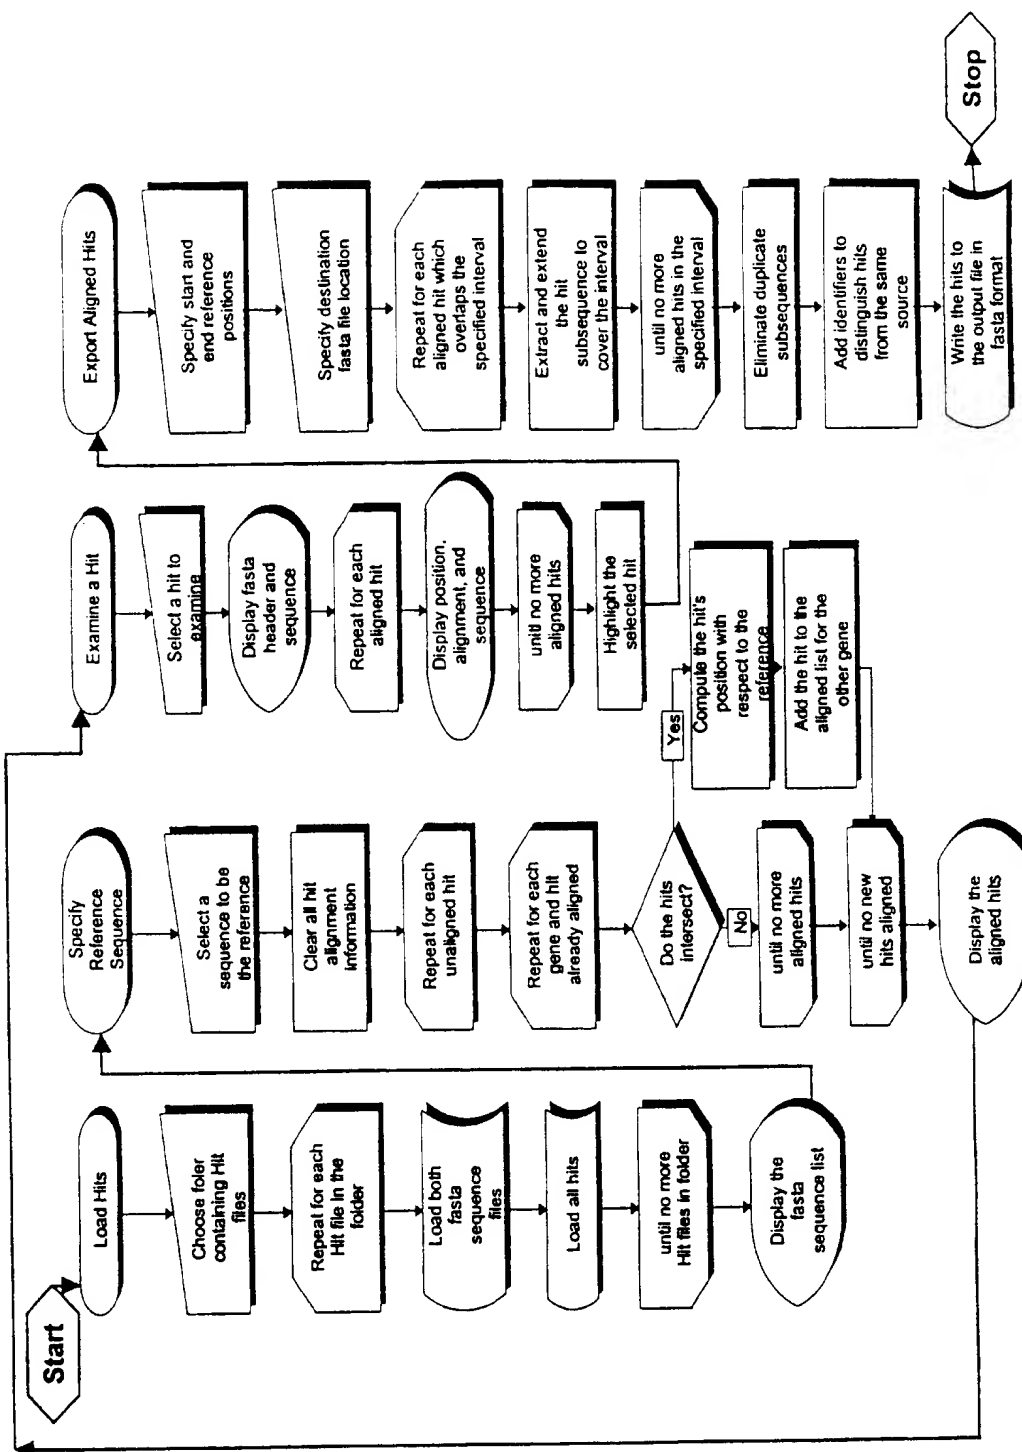 Start
Load Hits
Choose foler
containing Hit
files
Repeat for each
Hit file in the
folder
Load both
fasta
sequence
files
Load all hits
until no more
Hit files in folder
Display the
fasta
sequence list
Specify
Reference
Sequence
Select a
sequence to be
the reference
Clear all hit
alignment
information
Repeat for each
unaligned hit
Repeat for each
gene and hit
already aligned
Do the hits
intersect?
No
Yes
until no more
aligned hits
until no new
hits aligned
Display the
aligned hits
Compute the hit's
position with
respect to the
reference
Add the hit to the
aligned list for the
other gene
Examine a Hit
Select a hit to
examine
Display fasta
header and
sequence
Repeat for each
aligned hit
Display position,
alignment, and
sequence
until no more
aligned hits
Highlight the
selected hit
Export Aligned Hits
Specify start and
end reference
positions
Specify destination
fasta file location
Repeat for each
aligned hit which
overlaps the
specified interval
Extract and extend
the hit
subsequence to
cover the interval
until no more
aligned hits in the
specified interval
Eliminate duplicate
subsequences
Add identifiers to
distinguish hits
from the same
source
Write the hits to
the output file in
fasta format
Stop